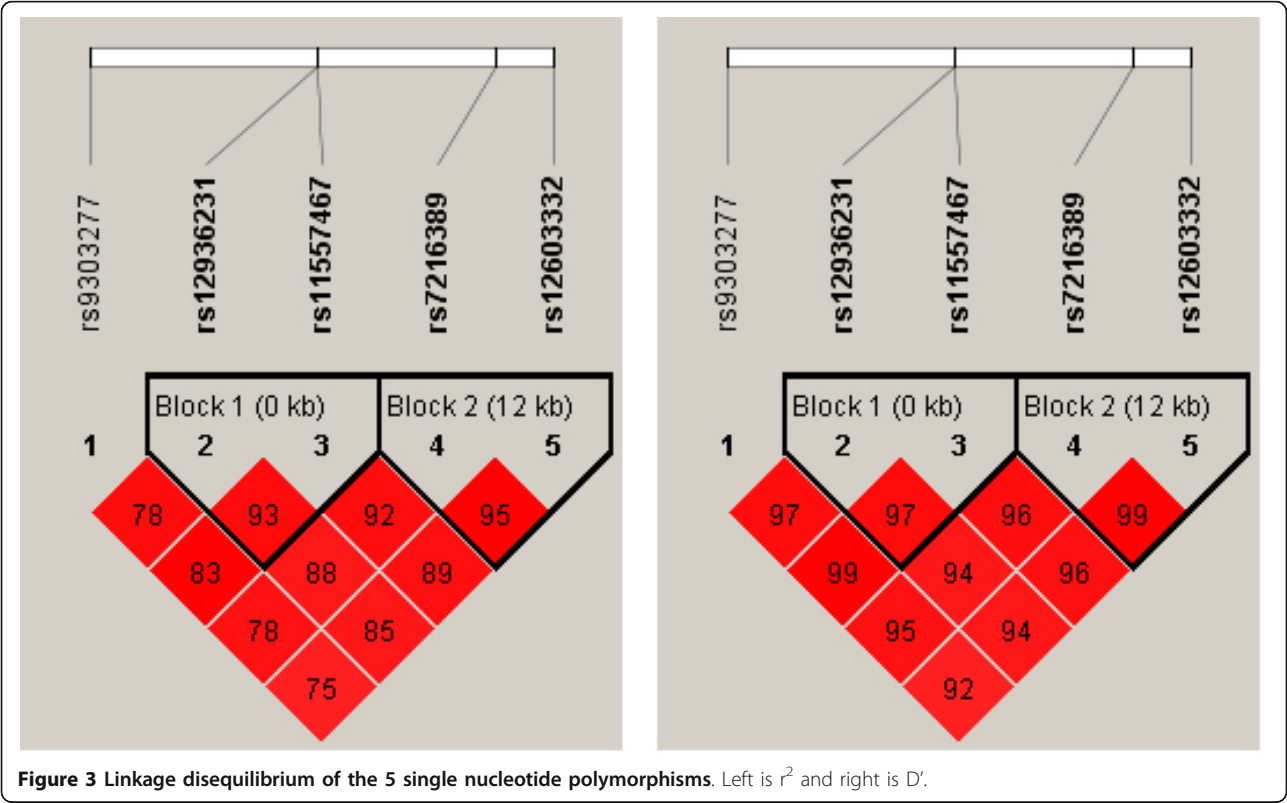 rs9303277 rs12936231 rs11557467 rs7216389 rs12603332
Block 1 (0 kb) Block 2 (12 kb)
1 2 3 4 5
78 93 92 95
83 88 89
78 85
75
rs9303277 rs12936231 rs11557467 rs7216389 rs12603332
Block 1 (0 kb) Block 2 (12 kb)
1 2 3 4 5
97 97 96 99
99 94 96
95 94
92
Figure 3 Linkage disequilibrium of the 5 single nucleotide polymorphisms. Left is r² and right is D’.